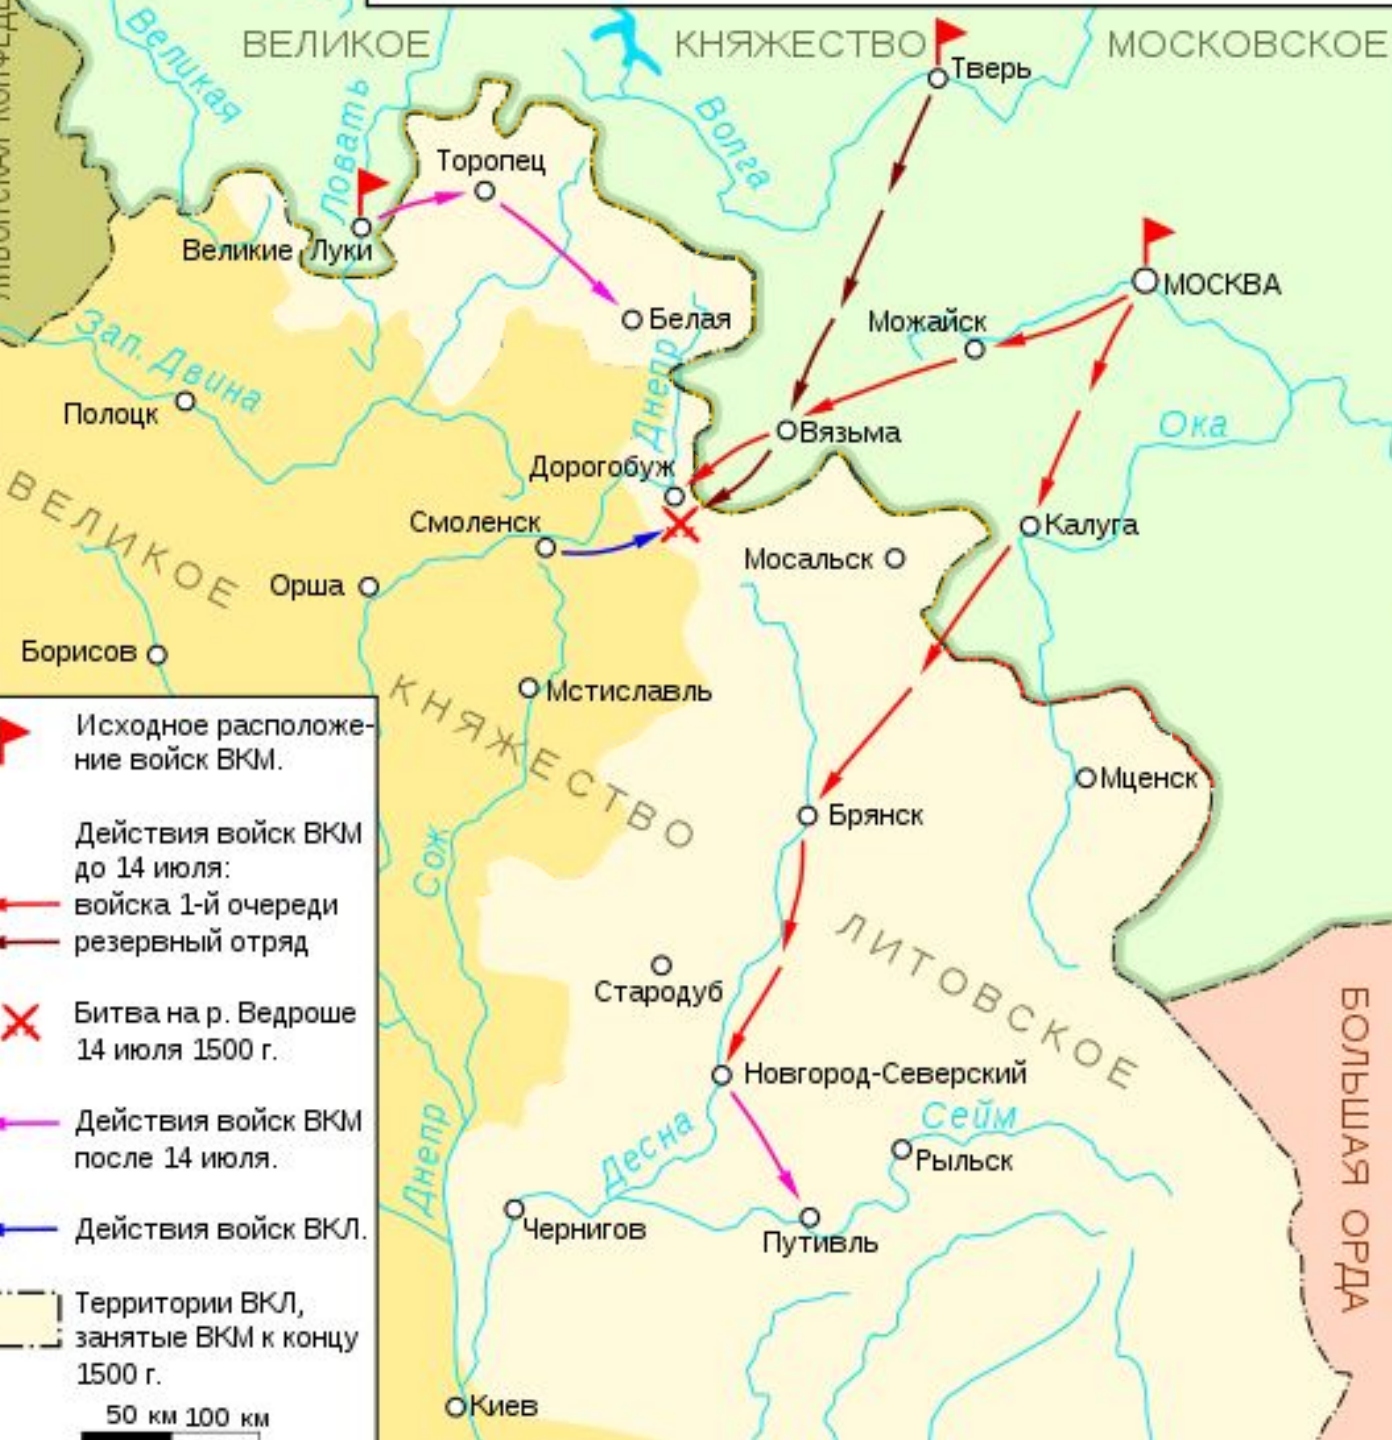 ВЕЛИКОЕ КНЯЖЕСТВО МОСКОВСКОЕ
Великая
Ловать
Волга
Тверь
Торопец
Великие Луки
Белая
МОСКВА
Можайск
Днепр
Зап. Двина
Полоцк
Вязьма
Ока
Дорогобуж
Смоленск
Калуга
Мосальск
Орша
Борисов
ВЕЛИКОЕ
КНЯЖЕСТВО
ЛИТОВСКОЕ
Мстиславль
Мценск
Брянск
Сож
Стародуб
Новгород-Северский
Сейм
Десна
Рыльск
Днепр
Чернигов
Путивль
Киев
БОЛЬШАЯ ОРДА
Исходное расположе-
ние войск ВКМ.
Действия войск ВКМ
до 14 июля:
войска 1-й очереди
резервный отряд
Битва на р. Ведроше
14 июля 1500 г.
Действия войск ВКМ
после 14 июля.
Действия войск ВКЛ.
Территории ВКЛ,
занятые ВКМ к концу
1500 г.
50 км 100 км